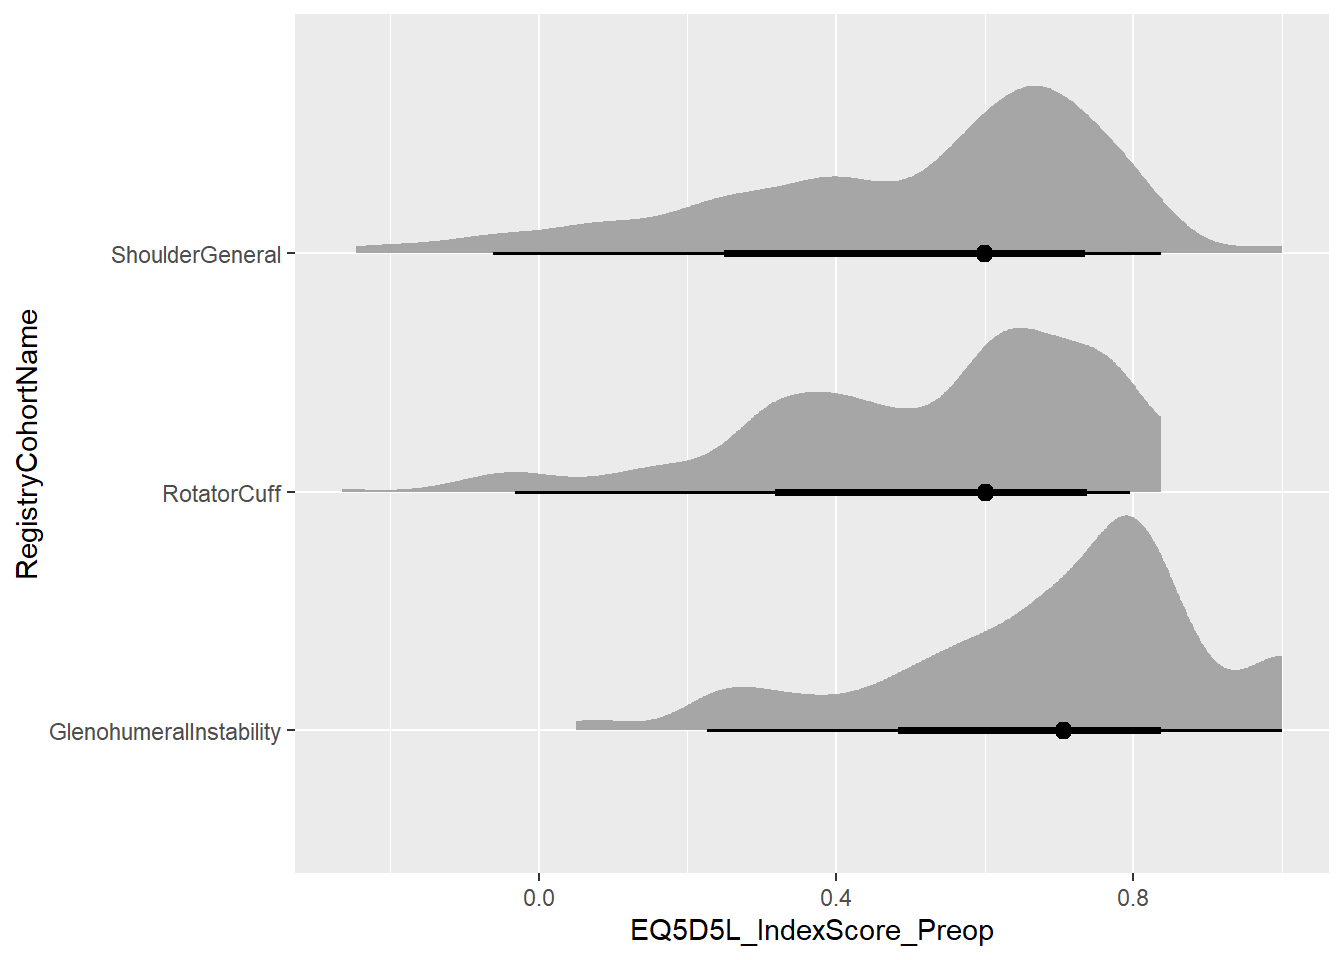 ShoulderGeneral
RotatorCuff
GlenohumeralInstability
RegistryCohortName
0.0 0.4 0.8
EQ5D5L_IndexScore_Preop